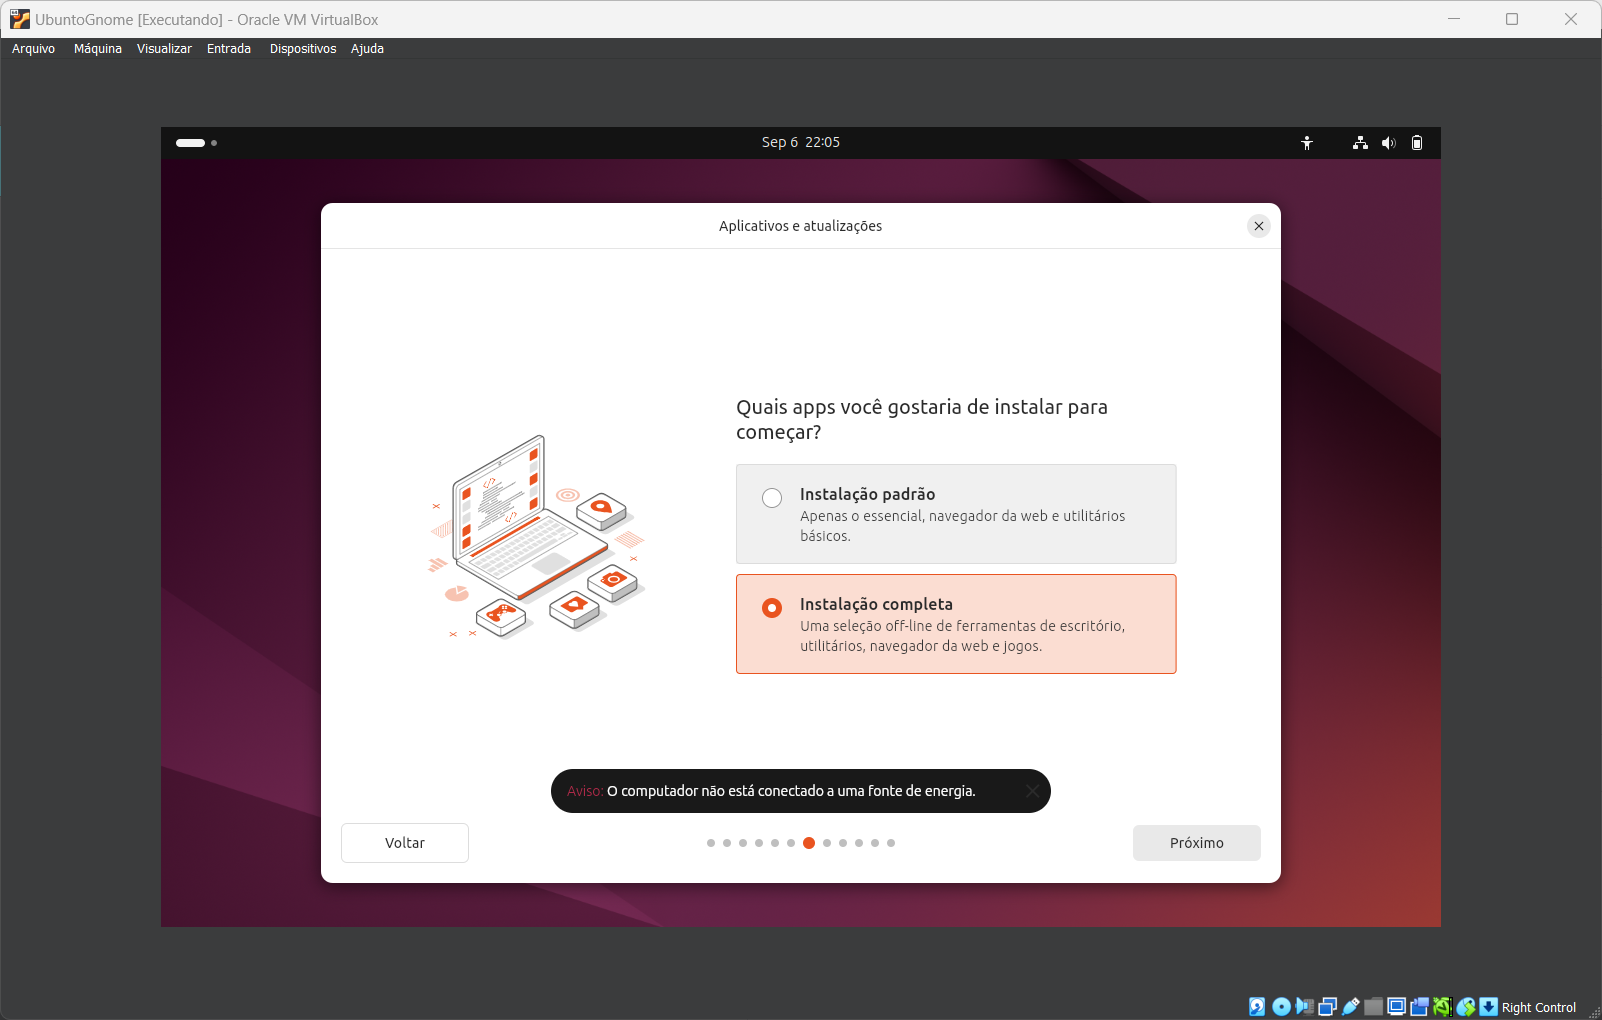 UbuntoGnome [Executando] - Oracle VM VirtualBox
Arquivo Máquina Visualizar Entrada Dispositivos Ajuda
Sep 6 22:05
Aplicativos e atualizações
Quais apps você gostaria de instalar para
começar?
Instalação padrão
Apenas o essencial, navegador da web e utilitários
básicos.
Instalação completa
Uma seleção off-line de ferramentas de escritório,
utilitários, navegador da web e jogos.
Aviso: O computador não está conectado a uma fonte de energia.
Voltar
Próximo
Right Control